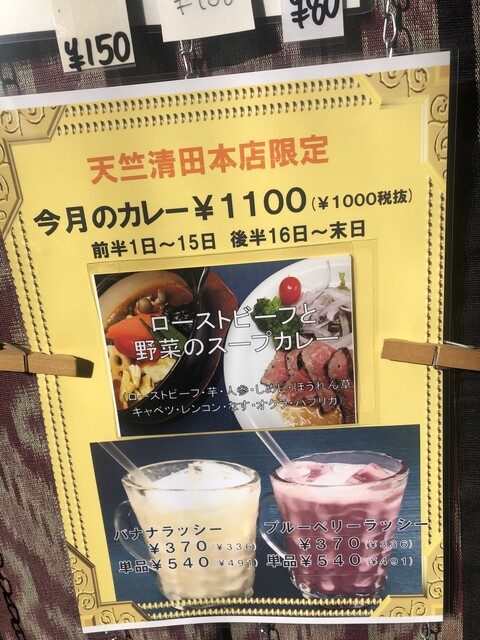 ¥150
¥80
天竺清田本店限定
今月のカレー¥1100(¥1000税抜)
前半1日～15日 後半16日～末日
ローストビーフと
野菜のスープカレー
ローストビーフ・芋・人参・しめじ・ほうれん草
キャベツ・レンコン・なす・オクラ・パプリカ
バナナラッシー
¥370(¥336)
単品¥540(¥491)
ブルーベリーラッシー
¥370(¥336)
単品¥540(¥491)